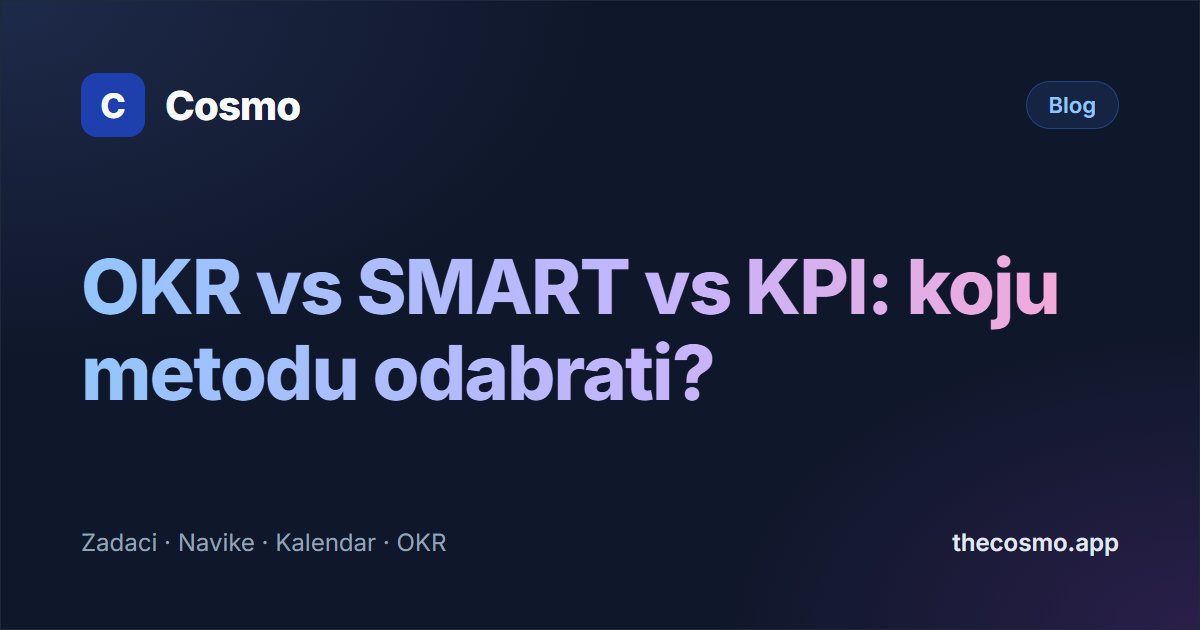 C Cosmo
Blog
OKR vs SMART vs KPI: koju
metodu odabrati?
Zadaci · Navike · Kalendar · OKR
thecosmo.app